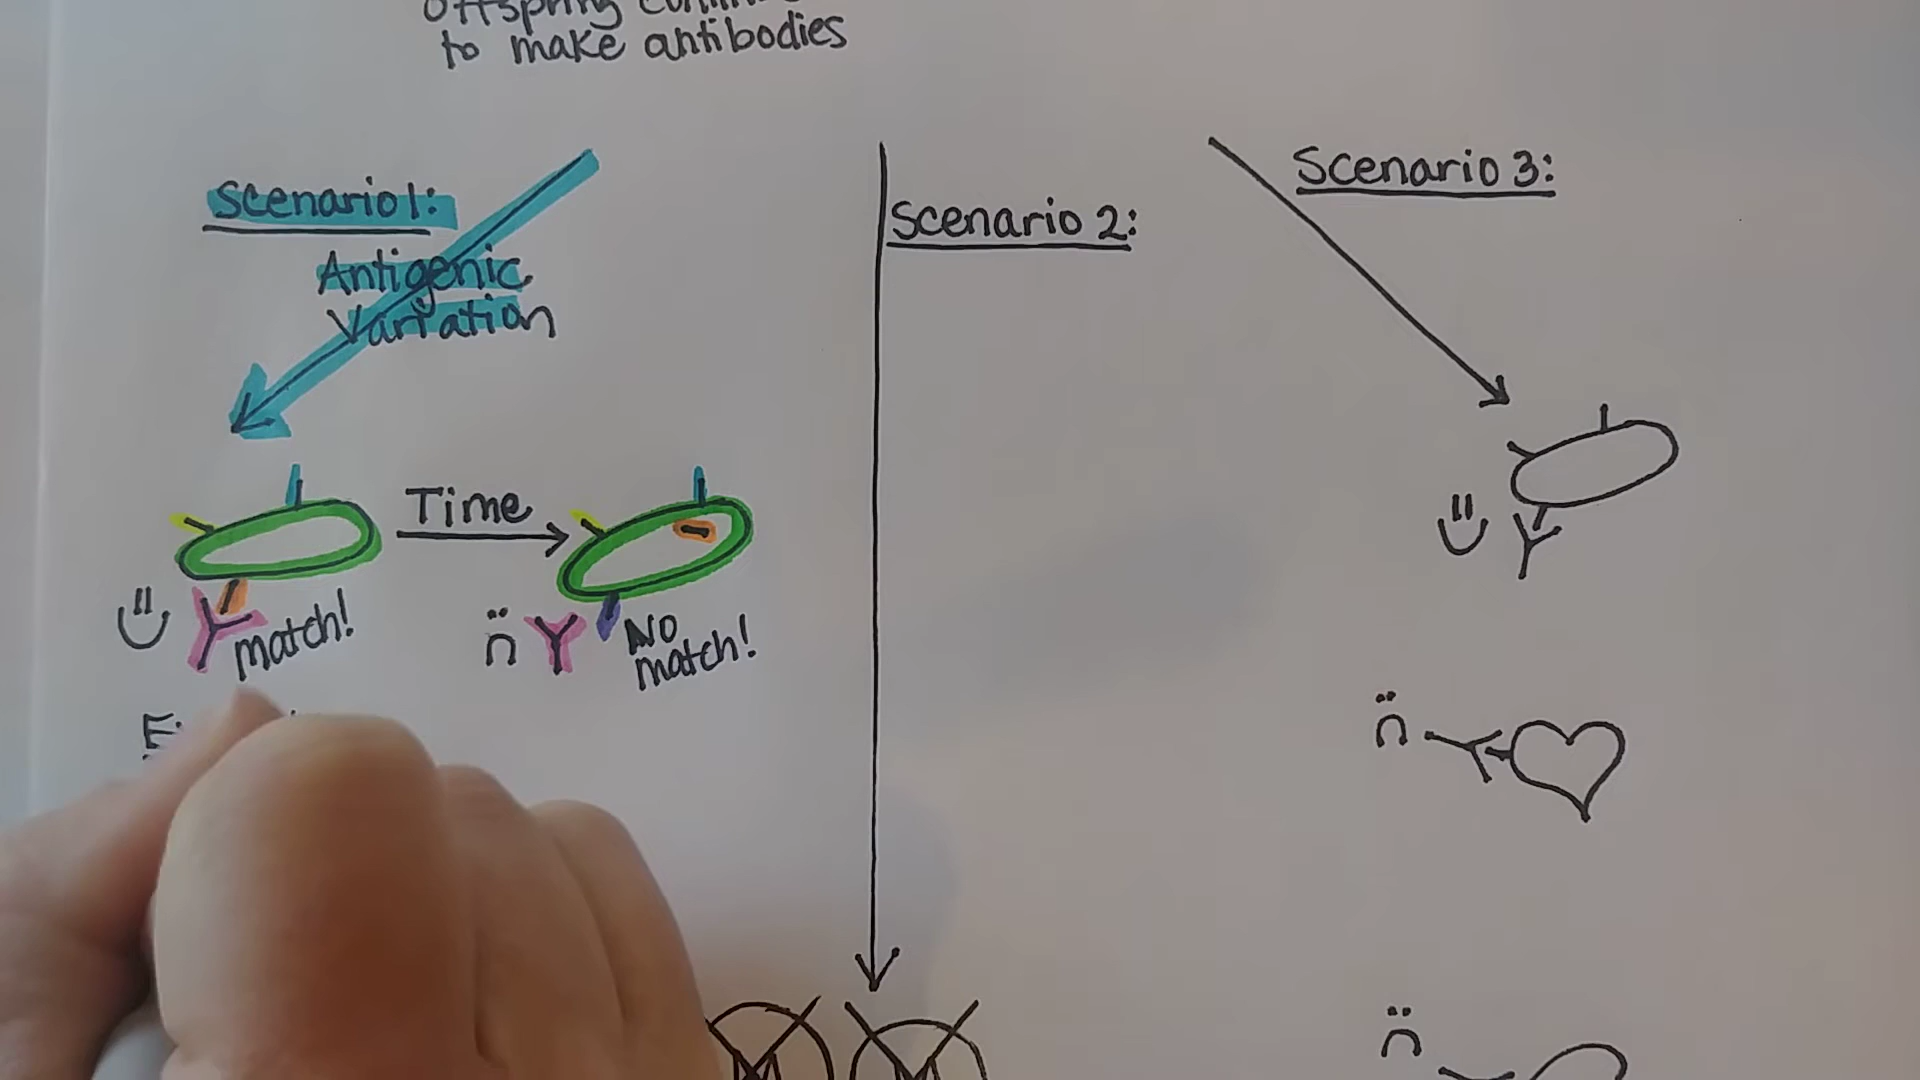 to make antibodies
Scenario 1:
Antigenic
Variation
Time
match!
No
match!
Scenario 2:
Scenario 3: